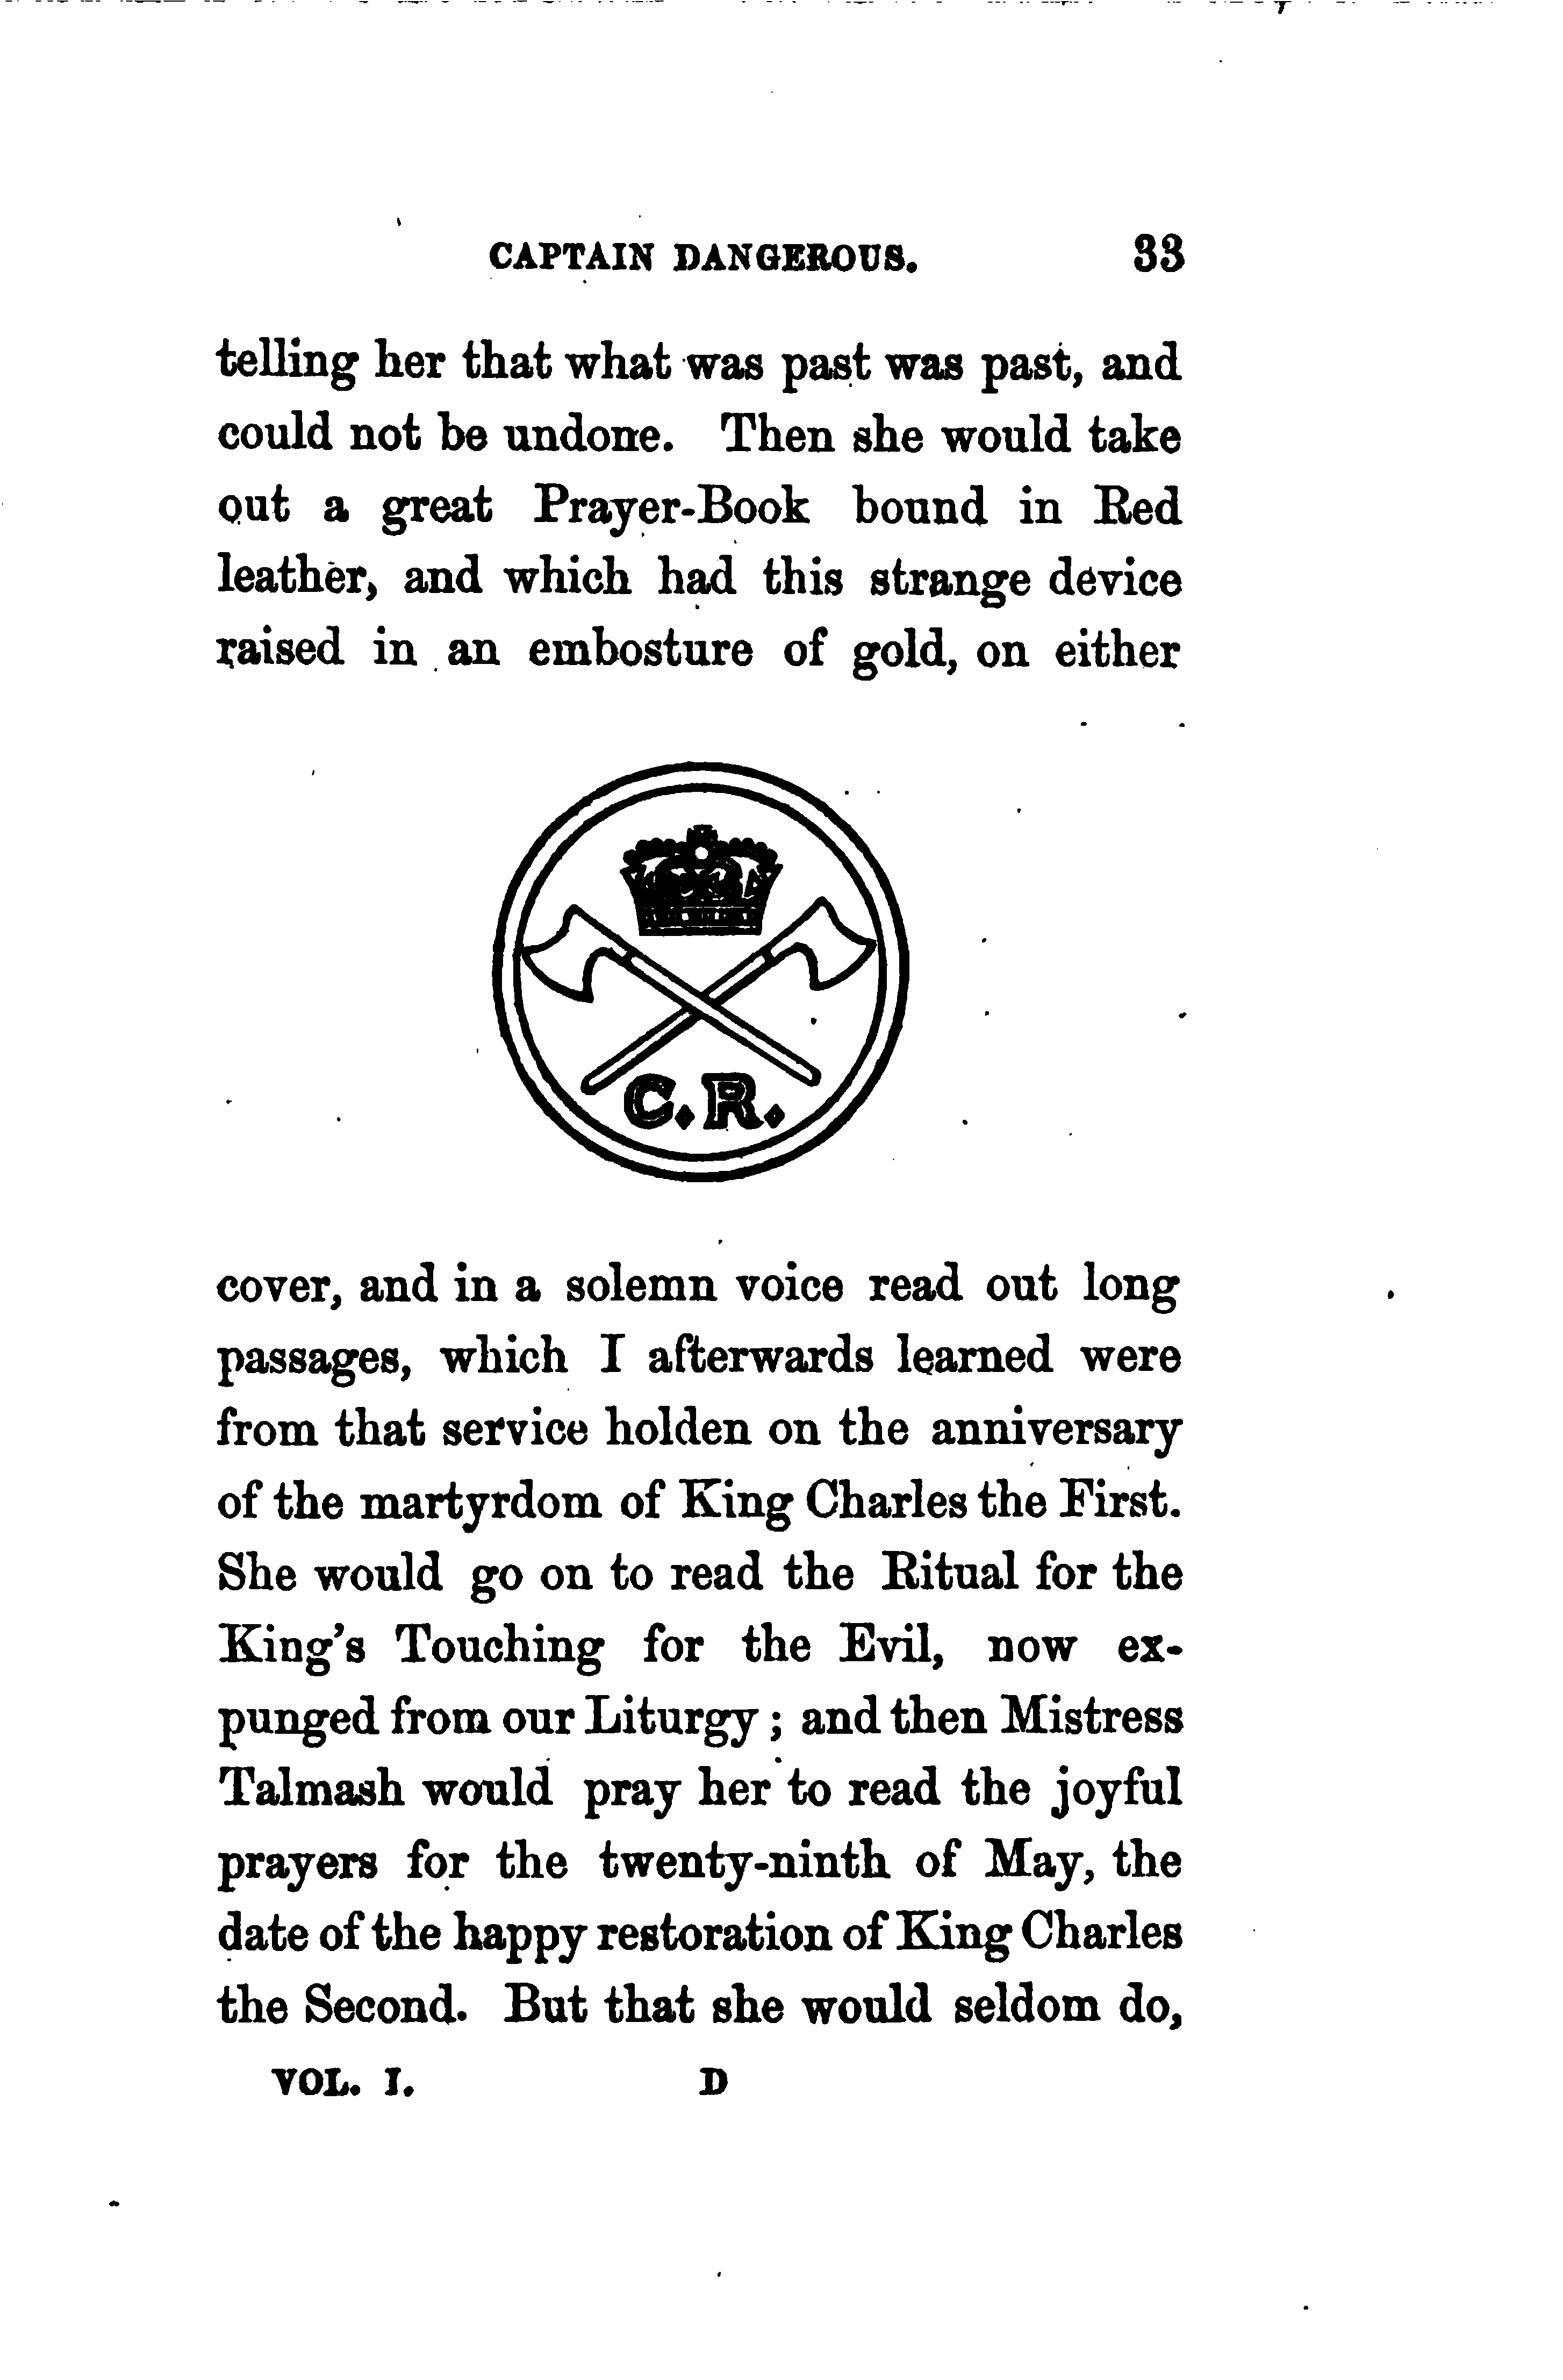 CAPTAIN DANGEROUS. 33
telling her that what was past was past, and
could not be undone. Then she would take
out a great Prayer-Book bound in Red
leather, and which had this strange device
raised in an embosture of gold, on either
C. R.
cover, and in a solemn voice read out long
passages, which I afterwards learned were
from that service holden on the anniversary
of the martyrdom of King Charles the First.
She would go on to read the Ritual for the
King's Touching for the Evil, now ex-
punged from our Liturgy; and then Mistress
Talmash would pray her to read the joyful
prayers for the twenty-ninth of May, the
date of the happy restoration of King Charles
the Second. But that she would seldom do,
VOL. I. D